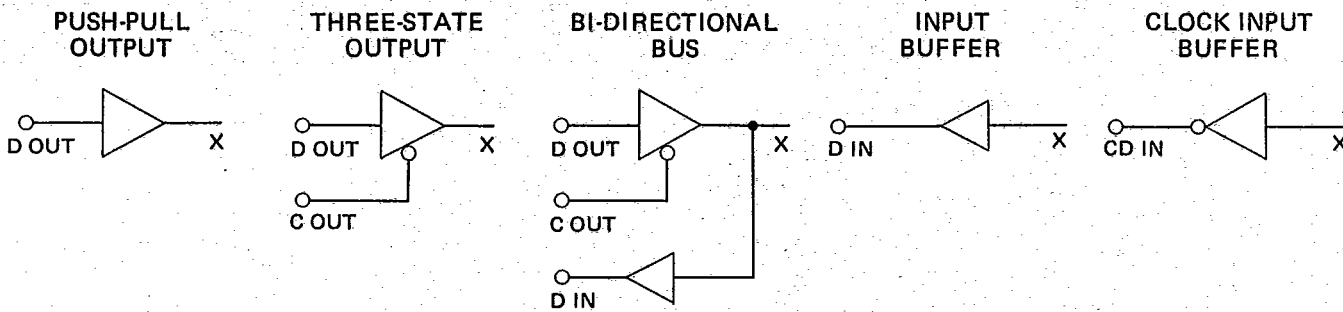 PUSH-PULL
OUTPUT
D OUT
X
THREE-STATE
OUTPUT
D OUT
X
C OUT
BI-DIRECTIONAL
BUS
D OUT
X
C OUT
D IN
INPUT
BUFFER
D IN
X
CLOCK INPUT
BUFFER
CD IN
X